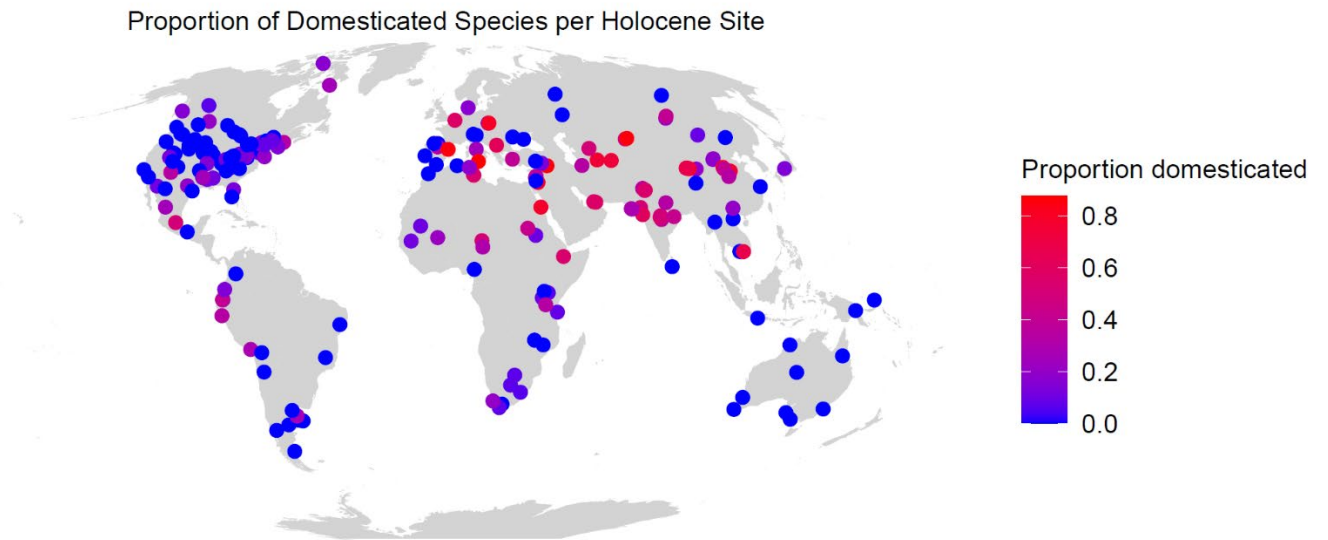 Proportion of Domesticated Species per Holocene Site
Proportion domesticated
0.8
0.6
0.4
0.2
0.0